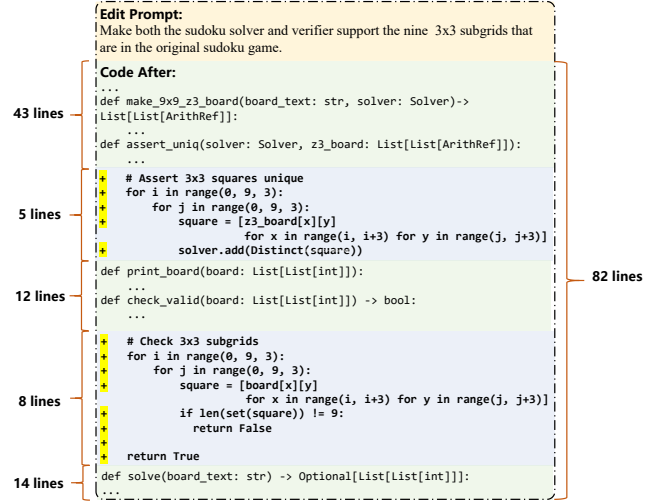 Edit Prompt:
Make both the sudoku solver and verifier support the nine 3x3 subgrids that
are in the original sudoku game.
Code After:
...
def make_9x9_z3_board(board_text: str, solver: Solver)->
List[List[ArithRef]]:
...
def assert_uniq(solver: Solver, z3_board: List[List[ArithRef]]):
...
43 lines
+ # Assert 3x3 squares unique
+ for i in range(0, 9, 3):
+ for j in range(0, 9, 3):
+ square = [z3_board[x][y]
for x in range(i, i+3) for y in range(j, j+3)]
+ solver.add(Distinct(square))
5 lines
def print_board(board: List[List[int]]):
...
def check_valid(board: List[List[int]]) -> bool:
...
12 lines
82 lines
+ # Check 3x3 subgrids
+ for i in range(0, 9, 3):
+ for j in range(0, 9, 3):
+ square = [board[x][y]
for x in range(i, i+3) for y in range(j, j+3)]
+ if len(set(square)) != 9:
+ return False
+
+ return True
8 lines
def solve(board_text: str) -> Optional[List[List[int]]]:
...
14 lines